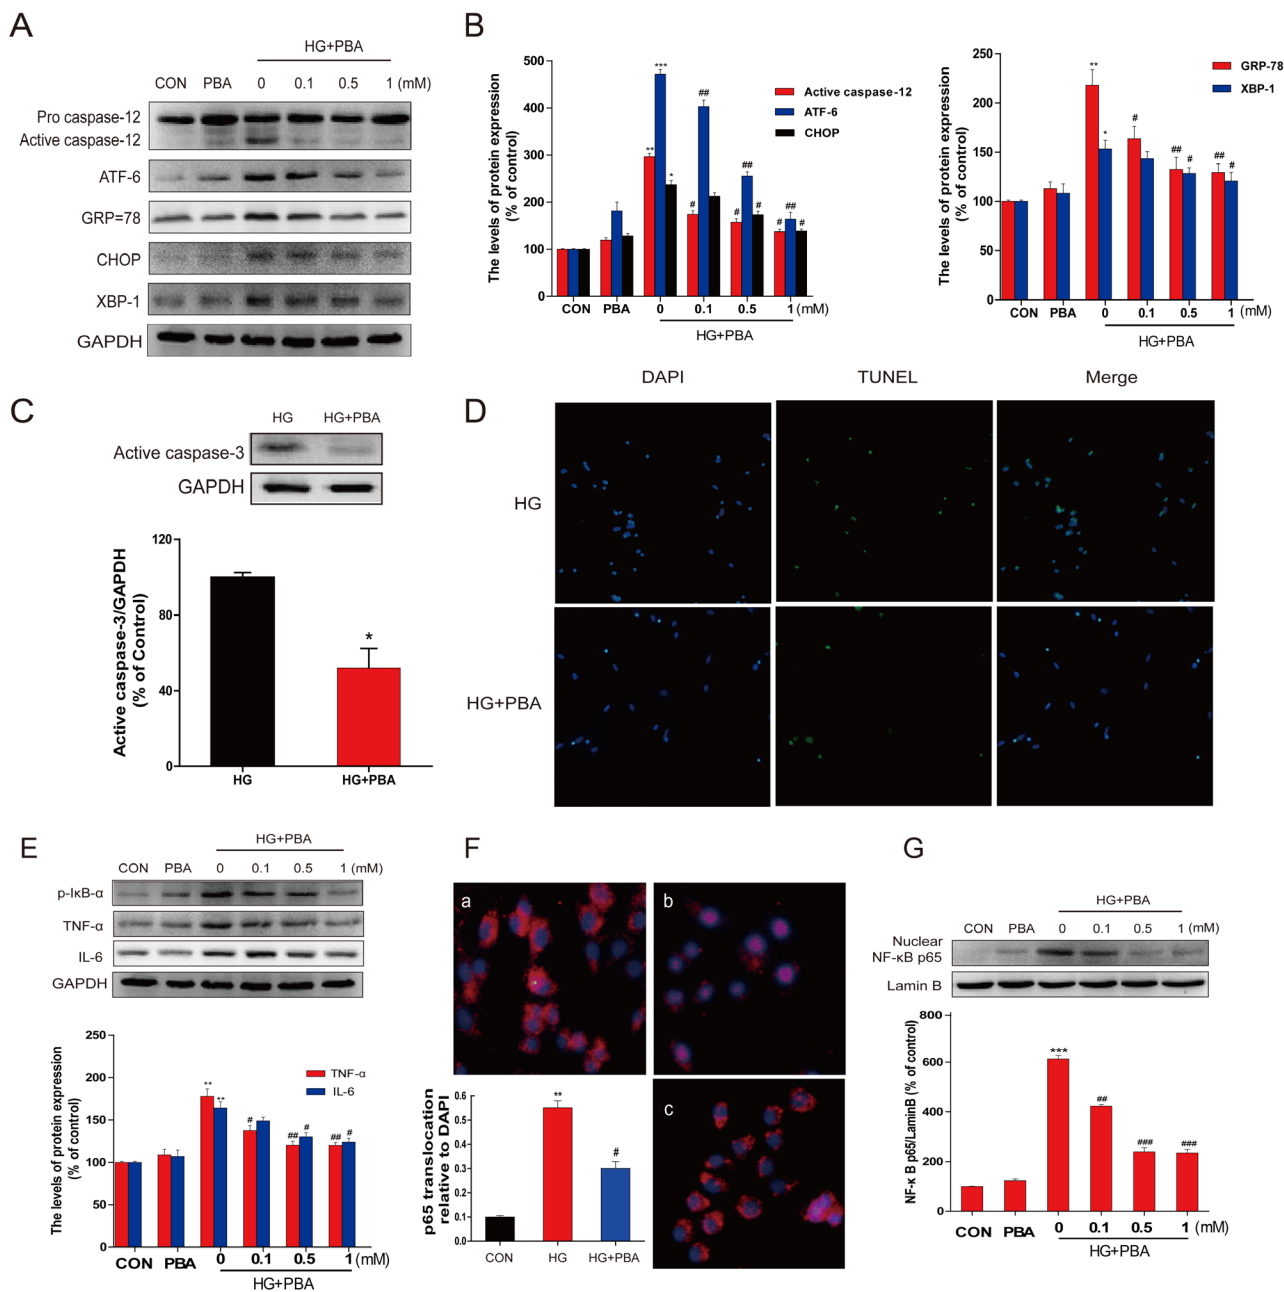 A
HG+PBA
CON PBA 0 0.1 0.5 1 (mM)
Pro caspase-12
Active caspase-12
ATF-6
GRP=78
CHOP
XBP-1
GAPDH
B
The levels of protein expression
(% of control)
500
400
300
200
100
0
*** ## ** * # ## # # # ## #
Active caspase-12
ATF-6
CHOP
CON PBA 0 0.1 0.5 1 (mM)
HG+PBA
The levels of protein expression
(% of control)
250
200
150
100
50
0
** * # ## # ## #
GRP-78
XBP-1
CON PBA 0 0.1 0.5 1 (mM)
HG+PBA
C
HG HG+PBA
Active caspase-3
GAPDH
Active caspase-3/GAPDH
(% of Control)
120
80
40
0
*
HG HG+PBA
D
DAPI TUNEL Merge
HG
HG+PBA
E
HG+PBA
CON PBA 0 0.1 0.5 1 (mM)
p-IκB-α
TNF-α
IL-6
GAPDH
The levels of protein expression
(% of control)
250
200
150
100
50
0
** ** # ## # ## #
TNF-α
IL-6
CON PBA 0 0.1 0.5 1 (mM)
HG+PBA
F
a
b
c
p65 translocation
relative to DAPI
0.6
0.5
0.4
0.3
0.2
0.1
0.0
** #
CON HG HG+PBA
G
HG+PBA
CON PBA 0 0.1 0.5 1 (mM)
Nuclear
NF-κB p65
Lamin B
NF-κ B p65/LaminB (% of control)
800
600
400
200
0
*** ## ### ###
CON PBA 0 0.1 0.5 1 (mM)
HG+PBA